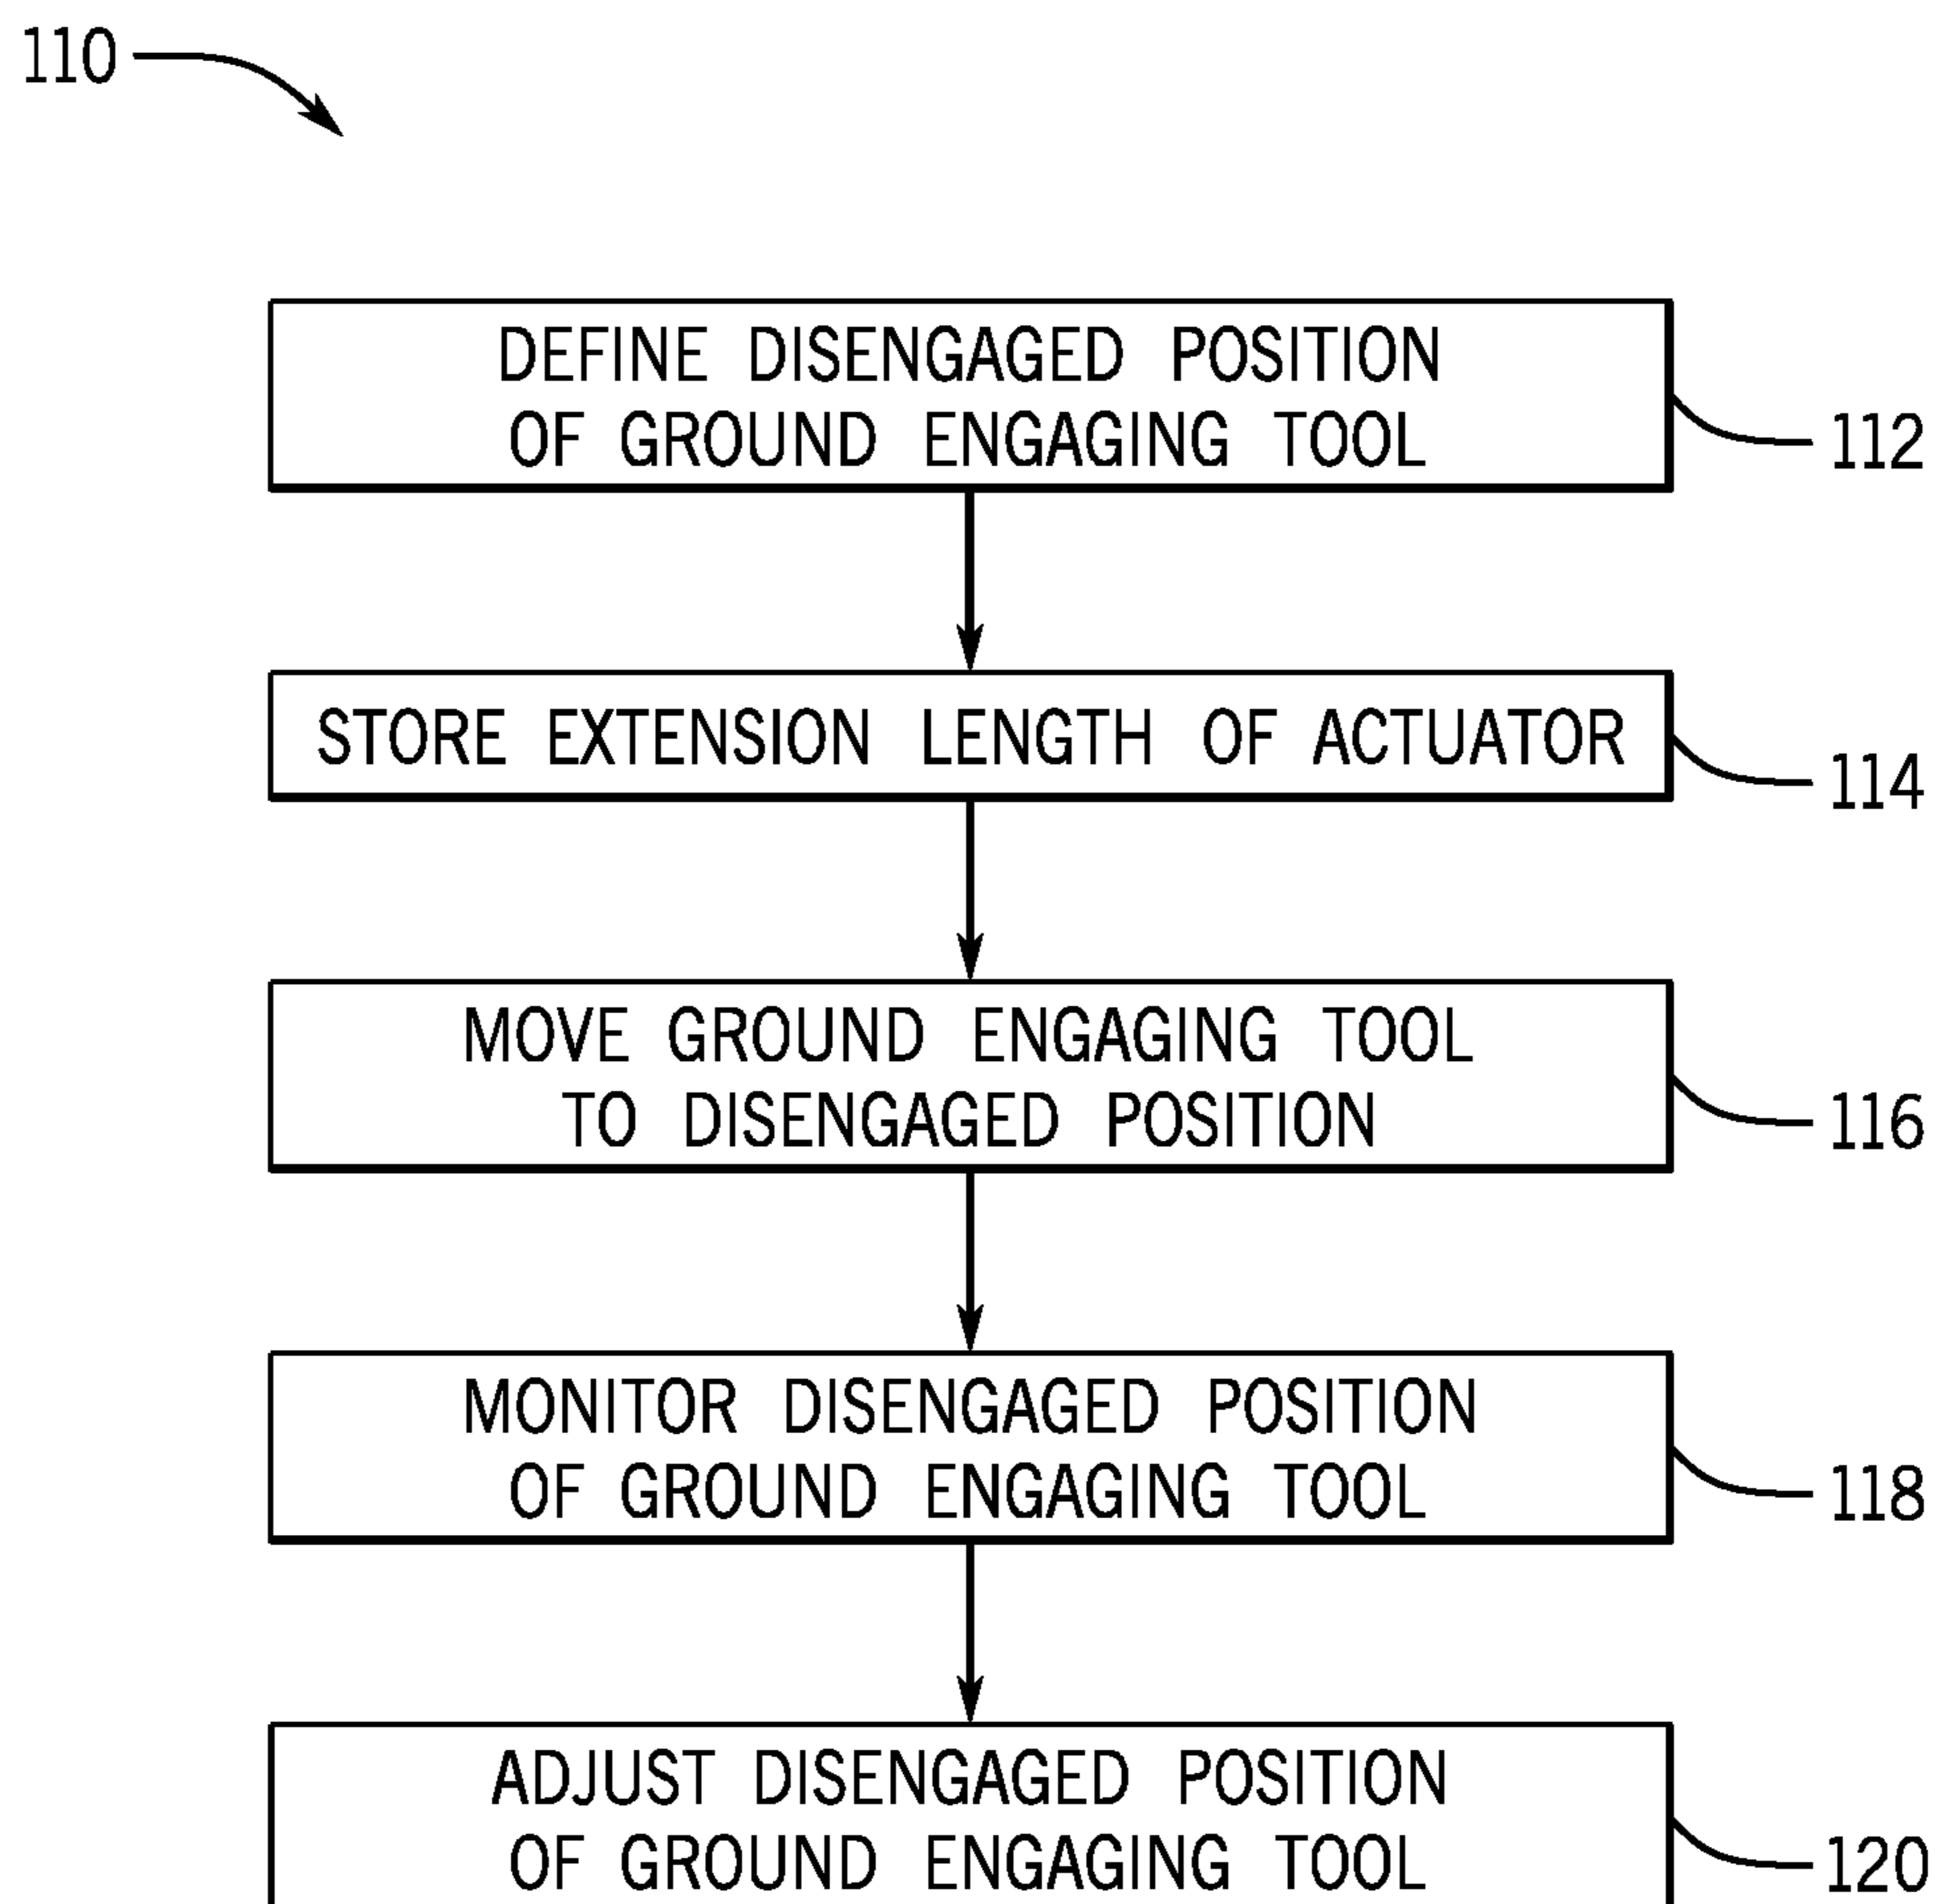 110
DEFINE DISENGAGED POSITION
OF GROUND ENGAGING TOOL
112
STORE EXTENSION LENGTH OF ACTUATOR
114
MOVE GROUND ENGAGING TOOL
TO DISENGAGED POSITION
116
MONITOR DISENGAGED POSITION
OF GROUND ENGAGING TOOL
118
ADJUST DISENGAGED POSITION
OF GROUND ENGAGING TOOL
120